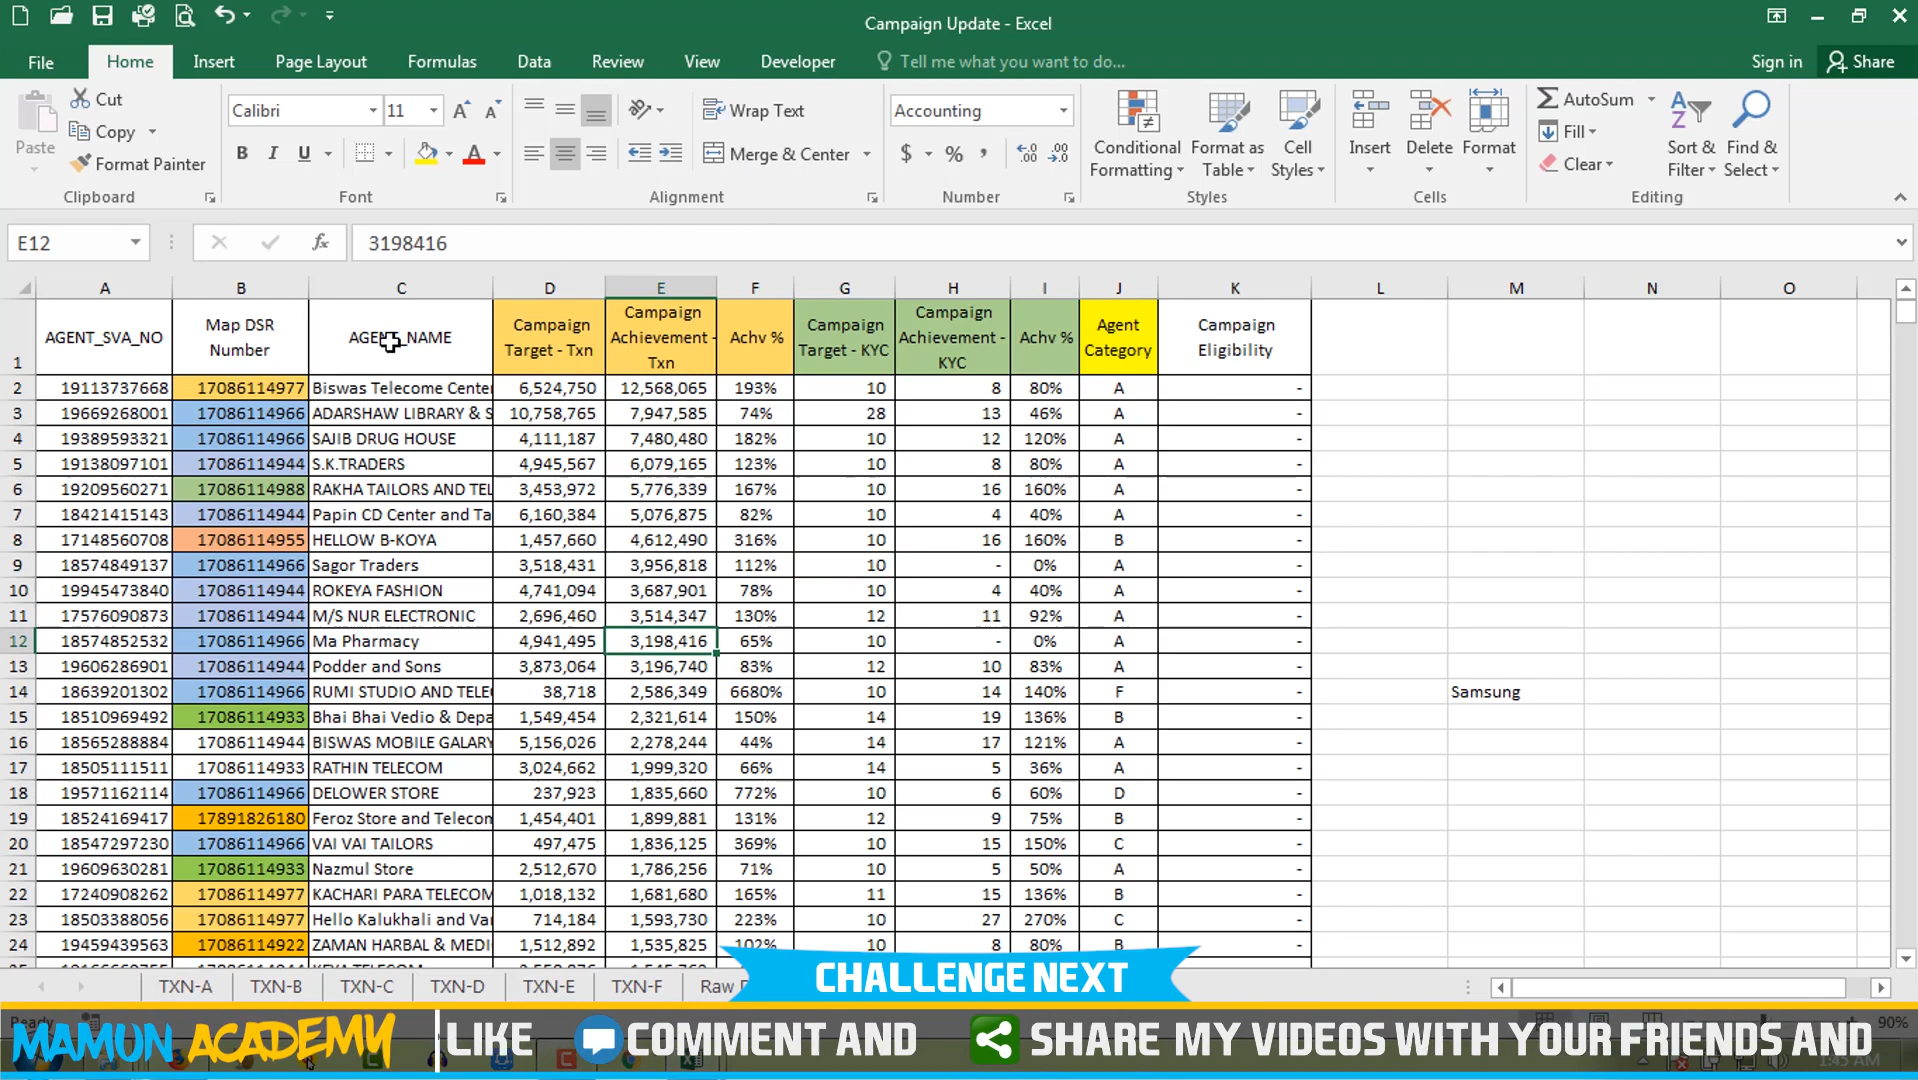 Campaign Update - Excel
File Home Insert Page Layout Formulas Data Review View Developer Tell me what you want to do... Sign in Share
Paste Cut Copy Format Painter Clipboard
Calibri 11 B I U A A A Font
Wrap Text Merge & Center Alignment
Accounting $ % , Number
Conditional Formatting Format as Table Cell Styles Styles
Insert Delete Format Cells
AutoSum Fill Clear Sort & Filter Find & Select Editing
E12 fx 3198416
A B C D E F G H I J K L M N O
1 AGENT_SVA_NO Map DSR Number AGENT_NAME Campaign Target - Txn Campaign Achievement - Txn Achv % Campaign Target - KYC Campaign Achievement - KYC Achv % Agent Category Campaign Eligibility
2 19113737668 17086114977 Biswas Telecome Center 6,524,750 12,568,065 193% 10 8 80% A -
3 19669268001 17086114966 ADARSHAW LIBRARY & S 10,758,765 7,947,585 74% 28 13 46% A -
4 19389593321 17086114966 SAJIB DRUG HOUSE 4,111,187 7,480,480 182% 10 12 120% A -
5 19138097101 17086114944 S.K.TRADERS 4,945,567 6,079,165 123% 10 8 80% A -
6 19209560271 17086114988 RAKHA TAILORS AND TEL 3,453,972 5,776,339 167% 10 16 160% A -
7 18421415143 17086114944 Papin CD Center and Ta 6,160,384 5,076,875 82% 10 4 40% A -
8 17148560708 17086114955 HELLOW B-KOYA 1,457,660 4,612,490 316% 10 16 160% B -
9 18574849137 17086114966 Sagor Traders 3,518,431 3,956,818 112% 10 - 0% A -
10 19945473840 17086114944 ROKEYA FASHION 4,741,094 3,687,901 78% 10 4 40% A -
11 17576090873 17086114944 M/S NUR ELECTRONIC 2,696,460 3,514,347 130% 12 11 92% A -
12 18574852532 17086114966 Ma Pharmacy 4,941,495 3,198,416 65% 10 - 0% A -
13 19606286901 17086114944 Podder and Sons 3,873,064 3,196,740 83% 12 10 83% A -
14 18639201302 17086114966 RUMI STUDIO AND TELE 38,718 2,586,349 6680% 10 14 140% F - Samsung
15 18510969492 17086114933 Bhai Bhai Vedio & Depa 1,549,454 2,321,614 150% 14 19 136% B -
16 18565288884 17086114944 BISWAS MOBILE GALARY 5,156,026 2,278,244 44% 14 17 121% A -
17 18505111511 17086114933 RATHIN TELECOM 3,024,662 1,999,320 66% 14 5 36% A -
18 19571162114 17086114966 DELOWER STORE 237,923 1,835,660 772% 10 6 60% D -
19 18524169417 17891826180 Feroz Store and Telecom 1,454,401 1,899,881 131% 12 9 75% B -
20 18547297230 17086114966 VAI VAI TAILORS 497,475 1,836,125 369% 10 15 150% C -
21 19609630281 17086114933 Nazmul Store 2,512,670 1,786,256 71% 10 5 50% A -
22 17240908262 17086114977 KACHARI PARA TELECOM 1,018,132 1,681,680 165% 11 15 136% B -
23 18503388056 17086114977 Hello Kalukhali and Var 714,184 1,593,730 223% 10 27 270% C -
24 19459439563 17086114922 ZAMAN HARBAL & MEDI 1,512,892 1,535,825 102% 10 8 80% B -
TXN-A TXN-B TXN-C TXN-D TXN-E TXN-F Raw
CHALLENGE NEXT
Ready 90%
MAMUN ACADEMY LIKE COMMENT AND SHARE MY VIDEOS WITH YOUR FRIENDS AND
1:45 AM